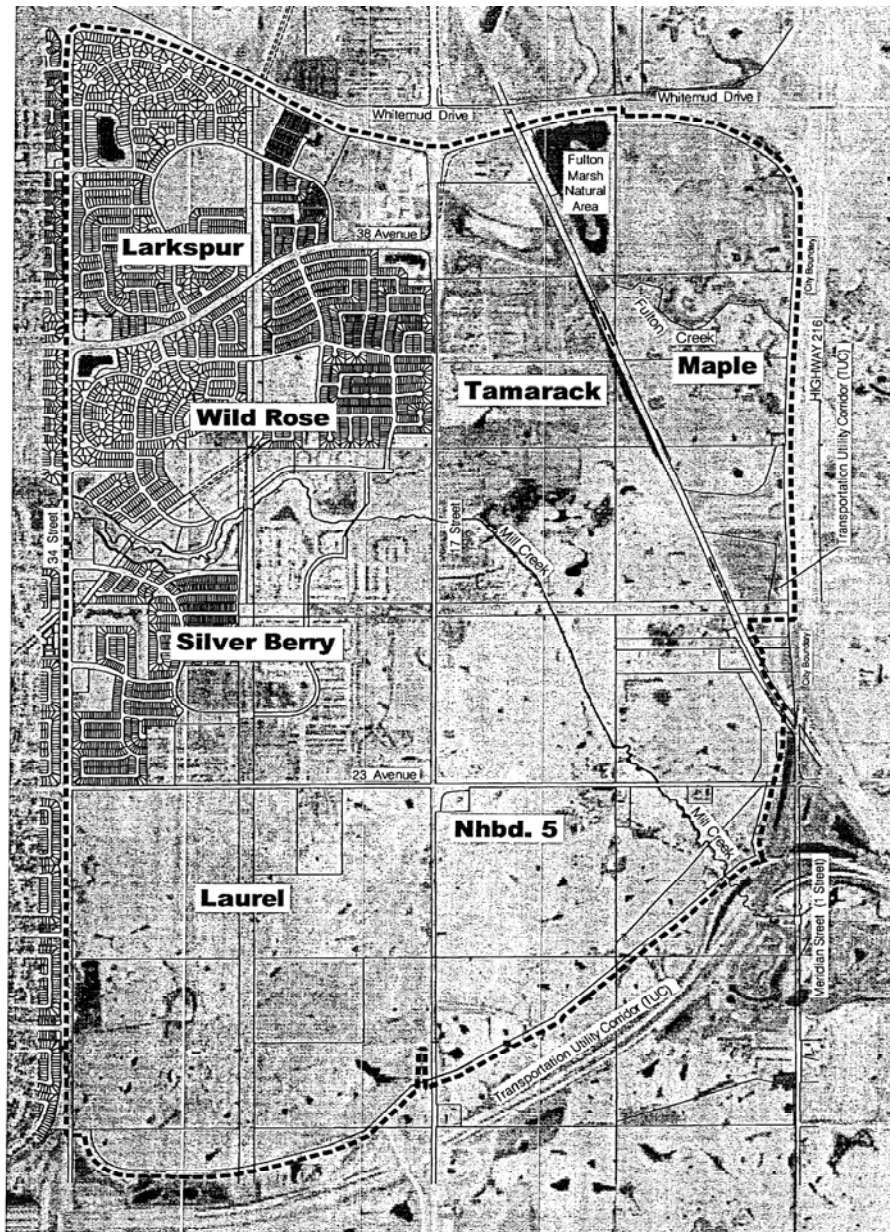 Whitemud Drive
Whitemud Drive
Fulton
Marsh
Natural
Area
38 Avenue
Larkspur
City Boundary
Fulton
Creek
HIGHWAY 216
Transportation Utility Corridor (TUC)
Maple
Tamarack
Wild Rose
34 Street
17 Street
Mill Creek
Silver Berry
City Boundary
23 Avenue
Nhbd. 5
Mill Creek
Laurel
Meridian Street (1 Street)
Transportation Utility Corridor (TUC)